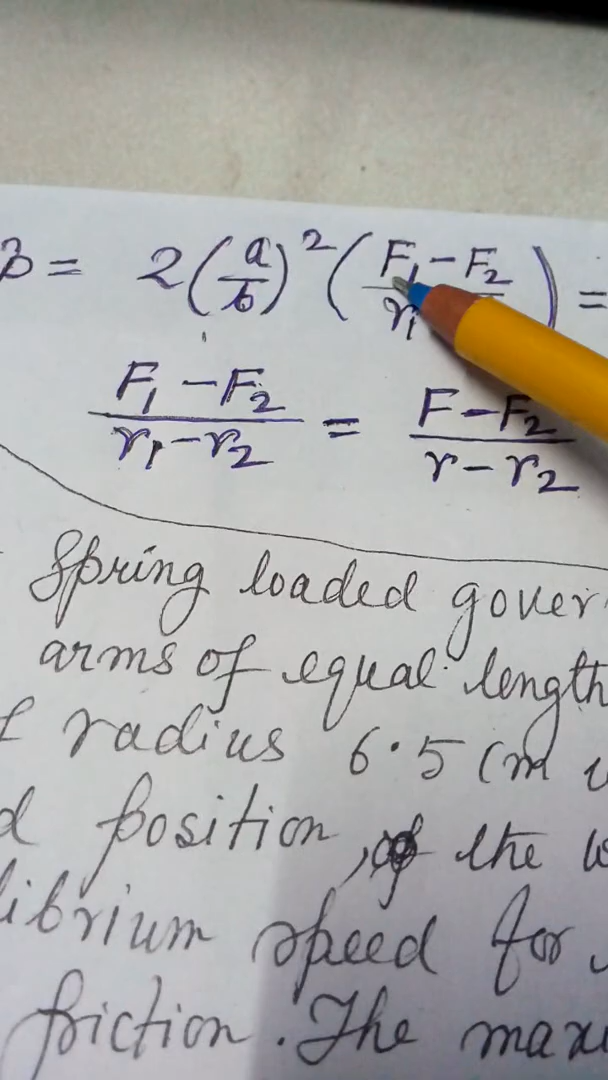 = 2(a/b)²(F₁-F₂/r₁ ) =
F₁-F₂/r₁-r₂ = F-F₂/r-r₂
Spring loaded gover
arms of equal length
radius 6.5 cm
position, of the
librium speed for
friction. The max